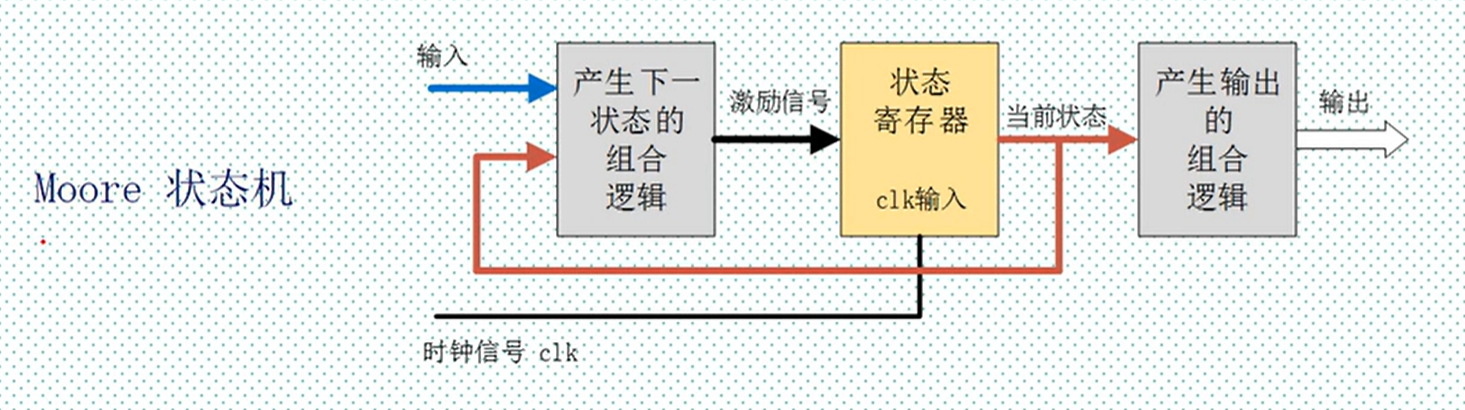 Moore 状态机
输入
产生下一
状态的
组合
逻辑
激励信号
状态
寄存器
clk输入
当前状态
产生输出
的
组合
逻辑
输出
时钟信号 clk